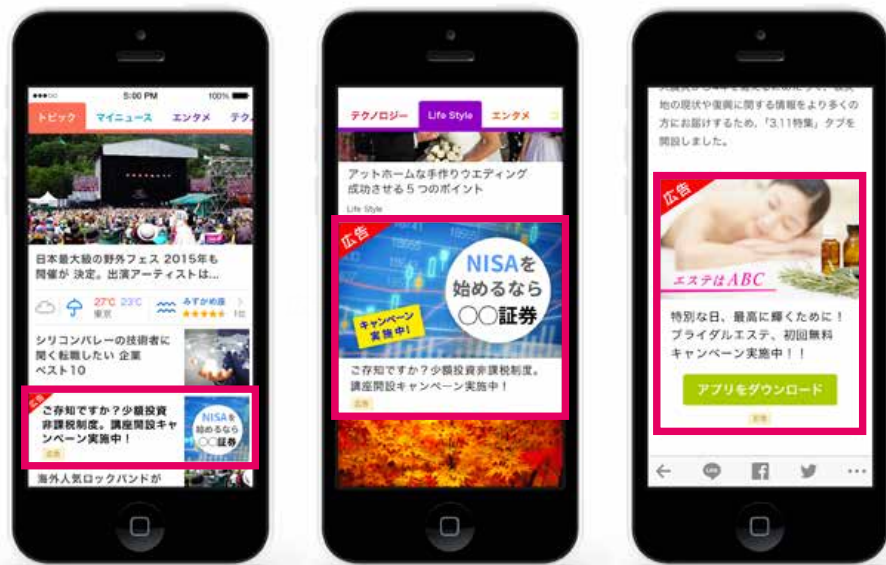 5:00 PM
100%
トピック マイニュース エンタメ テク
日本最大級の野外フェス 2015年も
開催が 決定。出演アーティストは...
27℃ 23℃
東京
みずがめ座
1位
シリコンバレーの技術者に
聞く転職したい 企業
ベスト10
広告
ご存知ですか？少額投資
非課税制度。講座開設キャ
ンペーン実施中！
広告
NISAを
始めるなら
○○証券
海外人気ロックバンドが
テクノロジー Life Style エンタメ
アットホームな手作りウエディング
成功させる５つのポイント
Life Style
広告
NISAを
始めるなら
○○証券
キャンペーン
実施中!
ご存知ですか？少額投資非課税制度。
講座開設キャンペーン実施中！
広告
地の現状や復興に関する情報をより多くの
方にお届けするため、「3.11特集」タブを
開設しました。
広告
エステはABC
特別な日、最高に輝くために！
ブライダルエステ、初回無料
キャンペーン実施中！！
アプリをダウンロード
広告
LINE